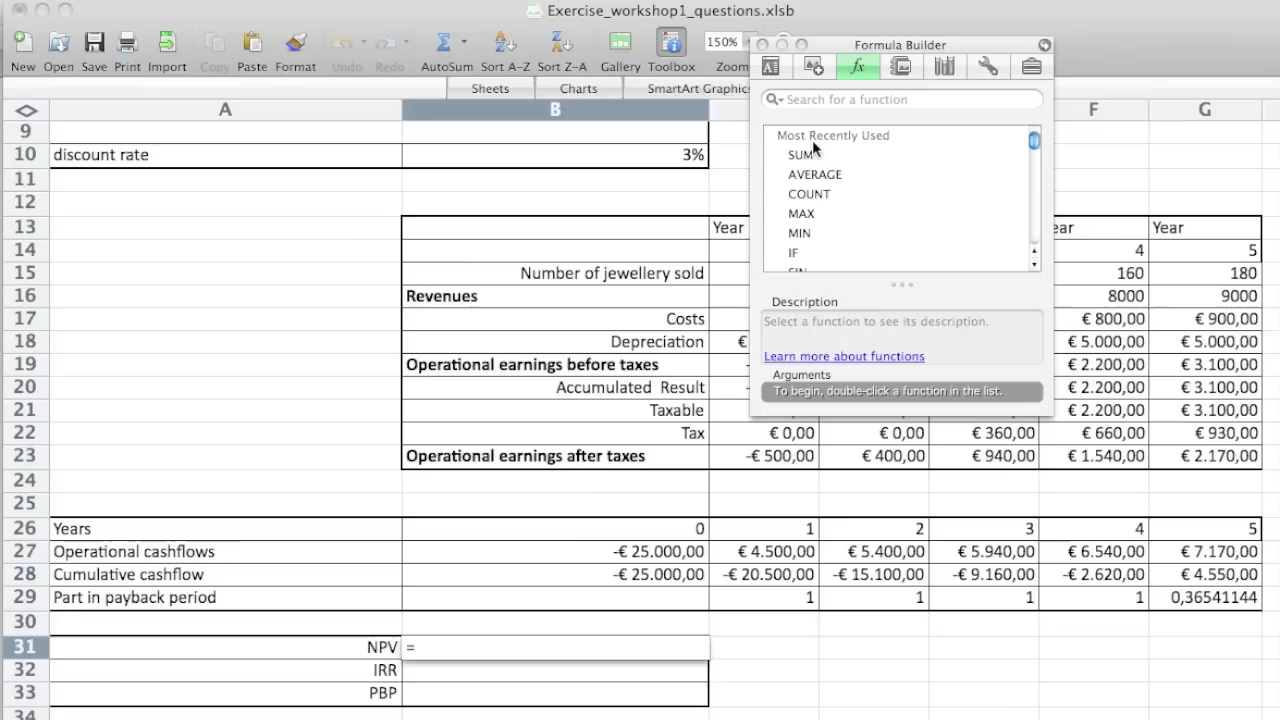 Exercise_workshop1_questions.xlsb
New Open Save Print Import Copy Paste Format Undo Redo AutoSum Sort A-Z Sort Z-A Gallery Toolbox 150% Zoom
Sheets Charts SmartArt Graphics
Formula Builder
fx
Search for a function
Most Recently Used
SUM
AVERAGE
COUNT
MAX
MIN
IF
Description
Select a function to see its description.
Learn more about functions
Arguments
To begin, double-click a function in the list.
A B F G
9
10 discount rate 3%
11
12
13 Year ear Year
14 4 5
15 Number of jewellery sold 160 180
16 Revenues 8000 9000
17 Costs € 800,00 € 900,00
18 Depreciation € € 5.000,00 € 5.000,00
19 Operational earnings before taxes - € 2.200,00 € 3.100,00
20 Accumulated Result € 2.200,00 € 3.100,00
21 Taxable € 2.200,00 € 3.100,00
22 Tax € 0,00 € 0,00 € 360,00 € 660,00 € 930,00
23 Operational earnings after taxes -€ 500,00 € 400,00 € 940,00 € 1.540,00 € 2.170,00
24
25
26 Years 0 1 2 3 4 5
27 Operational cashflows -€ 25.000,00 € 4.500,00 € 5.400,00 € 5.940,00 € 6.540,00 € 7.170,00
28 Cumulative cashflow -€ 25.000,00 -€ 20.500,00 -€ 15.100,00 -€ 9.160,00 -€ 2.620,00 € 4.550,00
29 Part in payback period 1 1 1 1 0,36541144
30
31 NPV =
32 IRR
33 PBP
34